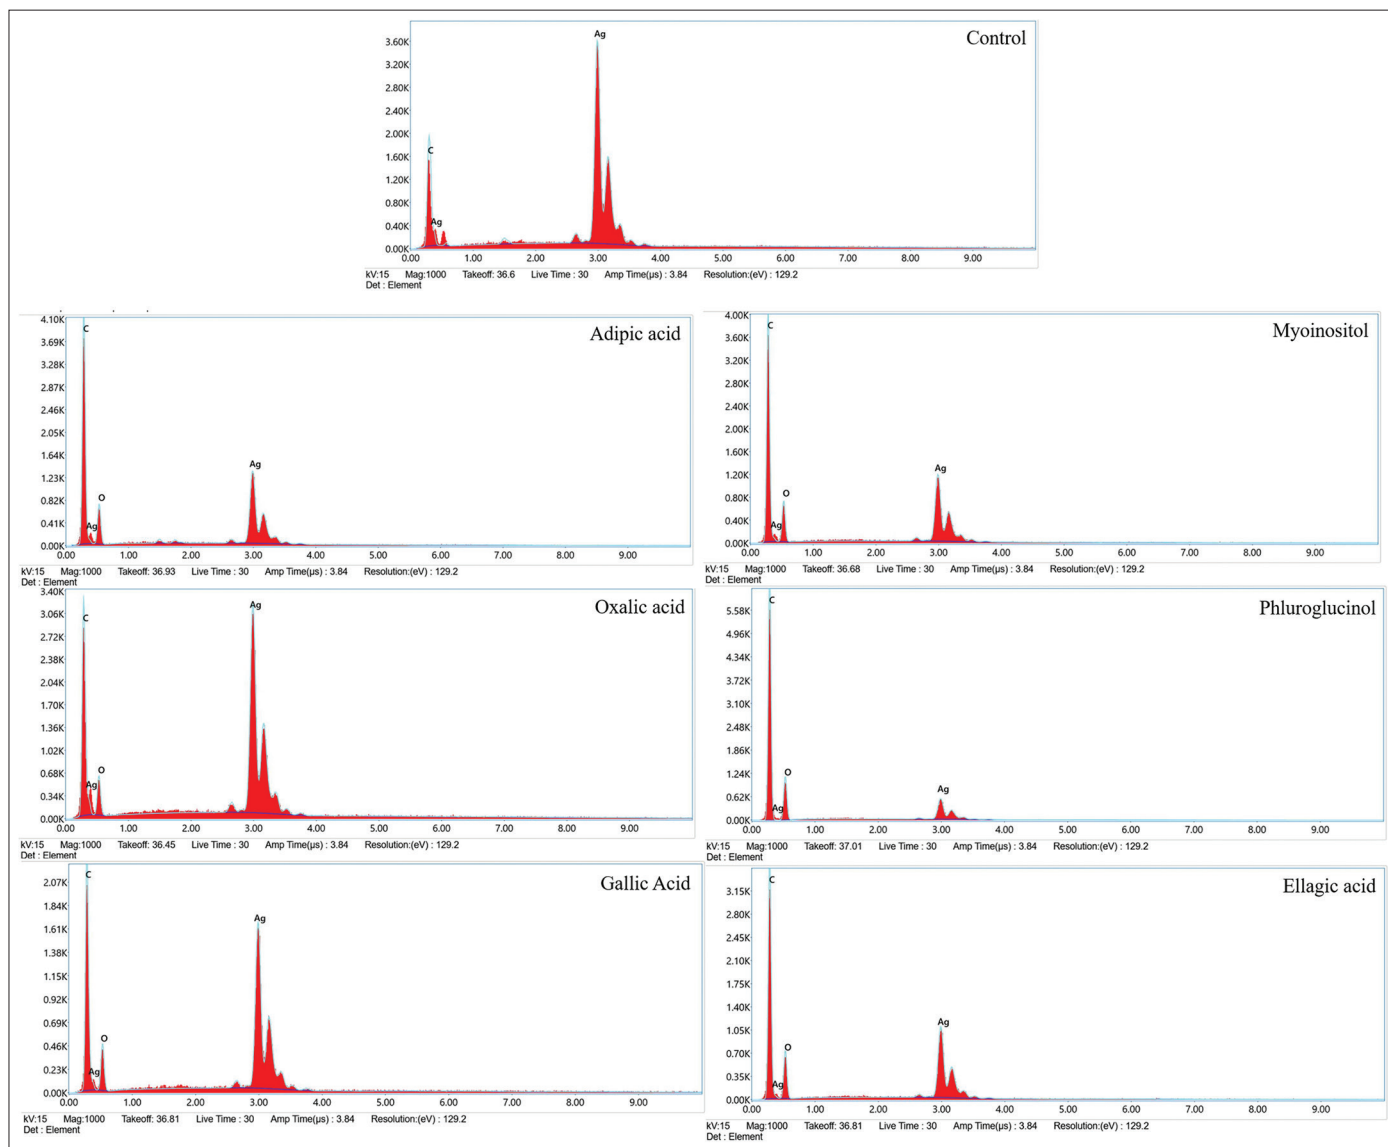 Control
Ag
3.60K
3.20K
2.80K
2.40K
2.00K
C
1.60K
1.20K
0.80K
Ag
0.40K
0.00K
0.00 1.00 2.00 3.00 4.00 5.00 6.00 7.00 8.00 9.00
kV:15 Mag:1000 Takeoff: 36.6 Live Time : 30 Amp Time(µs) : 3.84 Resolution:(eV) : 129.2
Det : Element
Adipic acid
4.10K
C
3.69K
3.28K
2.87K
2.46K
2.05K
1.64K
Ag
1.23K
0.82K
O
0.41K
Ag
0.00K
0.00 1.00 2.00 3.00 4.00 5.00 6.00 7.00 8.00 9.00
kV:15 Mag:1000 Takeoff: 36.93 Live Time : 30 Amp Time(µs) : 3.84 Resolution:(eV) : 129.2
Det : Element
Myoinositol
4.00K
C
3.60K
3.20K
2.80K
2.40K
2.00K
1.60K
Ag
1.20K
0.80K
O
0.40K
Ag
0.00K
0.00 1.00 2.00 3.00 4.00 5.00 6.00 7.00 8.00 9.00
kV:15 Mag:1000 Takeoff: 36.68 Live Time : 30 Amp Time(µs) : 3.84 Resolution:(eV) : 129.2
Det : Element
Oxalic acid
3.40K
Ag
3.06K
C
2.72K
2.38K
2.04K
1.70K
1.36K
1.02K
O
0.68K
Ag
0.34K
0.00K
0.00 1.00 2.00 3.00 4.00 5.00 6.00 7.00 8.00 9.00
kV:15 Mag:1000 Takeoff: 36.45 Live Time : 30 Amp Time(µs) : 3.84 Resolution:(eV) : 129.2
Det : Element
Phluroglucinol
C
5.58K
4.96K
4.34K
3.72K
3.10K
2.48K
1.86K
O
1.24K
Ag
0.62K
Ag
0.00K
0.00 1.00 2.00 3.00 4.00 5.00 6.00 7.00 8.00 9.00
kV:15 Mag:1000 Takeoff: 37.01 Live Time : 30 Amp Time(µs) : 3.84 Resolution:(eV) : 129.2
Det : Element
Gallic Acid
C
2.07K
1.84K
Ag
1.61K
1.38K
1.15K
0.92K
0.69K
O
0.46K
0.23K
Ag
0.00K
0.00 1.00 2.00 3.00 4.00 5.00 6.00 7.00 8.00 9.00
kV:15 Mag:1000 Takeoff: 36.81 Live Time : 30 Amp Time(µs) : 3.84 Resolution:(eV) : 129.2
Det : Element
Ellagic acid
C
3.15K
2.80K
2.45K
2.10K
1.75K
1.40K
Ag
1.05K
O
0.70K
0.35K
Ag
0.00K
0.00 1.00 2.00 3.00 4.00 5.00 6.00 7.00 8.00 9.00
kV:15 Mag:1000 Takeoff: 36.81 Live Time : 30 Amp Time(µs) : 3.84 Resolution:(eV) : 129.2
Det : Element